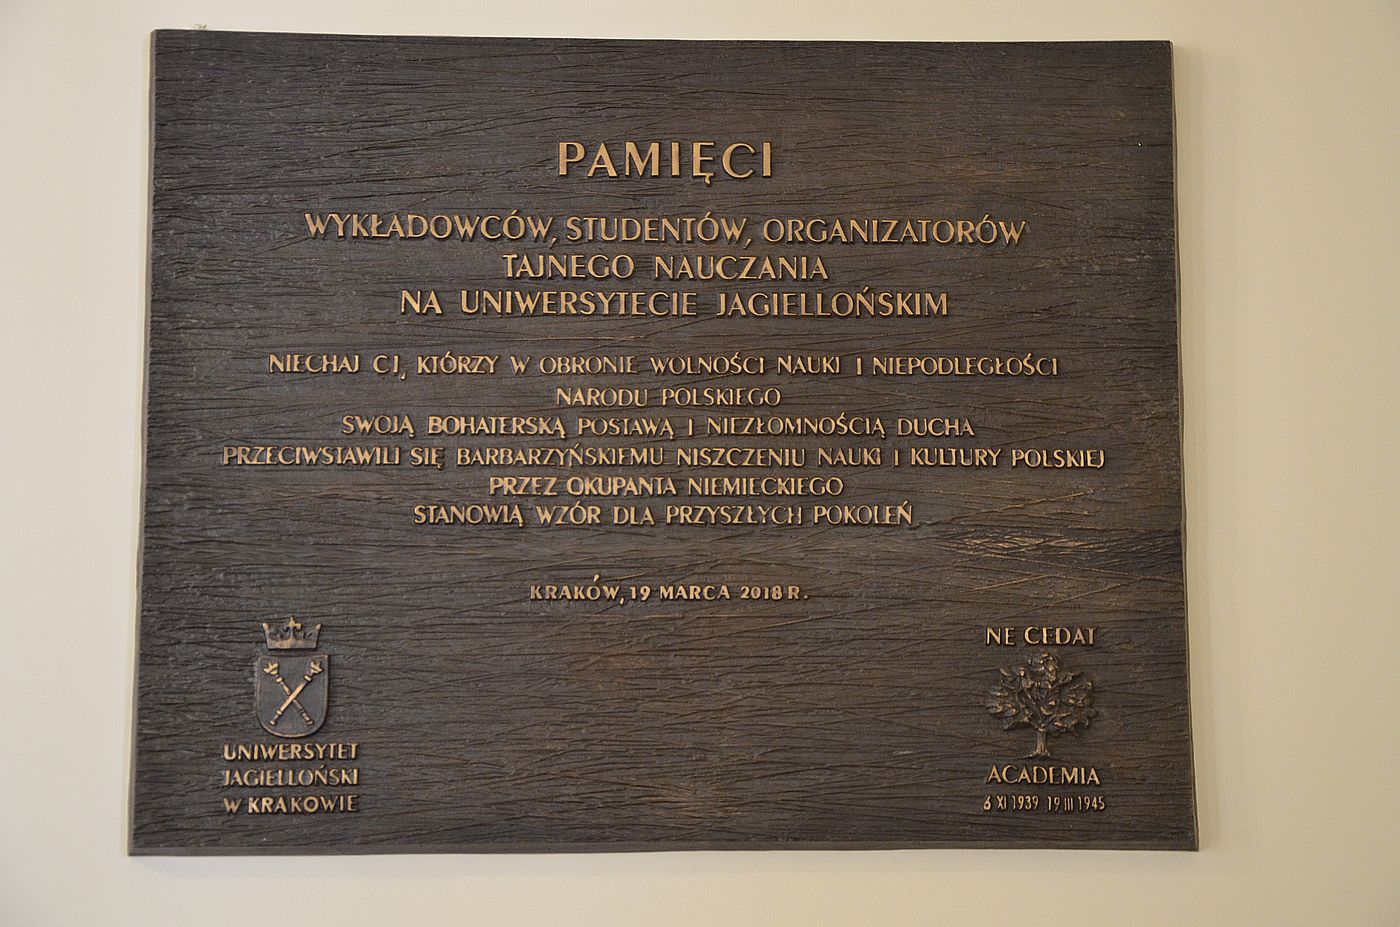 PAMIĘCI
WYKŁADOWCÓW, STUDENTÓW, ORGANIZATORÓW
TAJNEGO NAUCZANIA
NA UNIWERSYTECIE JAGIELLOŃSKIM
NIECHAJ CI, KTÓRZY W OBRONIE WOLNOŚCI NAUKI I NIEPODLEGŁOŚCI
NARODU POLSKIEGO
SWOJĄ BOHATERSKĄ POSTAWĄ I NIEZŁOMNOŚCIĄ DUCHA
PRZECIWSTAWILI SIĘ BARBARZYŃSKIEMU NISZCZENIU NAUKI I KULTURY POLSKIEJ
PRZEZ OKUPANTA NIEMIECKIEGO
STANOWIĄ WZÓR DLA PRZYSZŁYCH POKOLEŃ
KRAKÓW, 19 MARCA 2018 R.
UNIWERSYTET
JAGIELLOŃSKI
W KRAKOWIE
NE CEDAT
ACADEMIA
6 XI 1939 19 III 1945